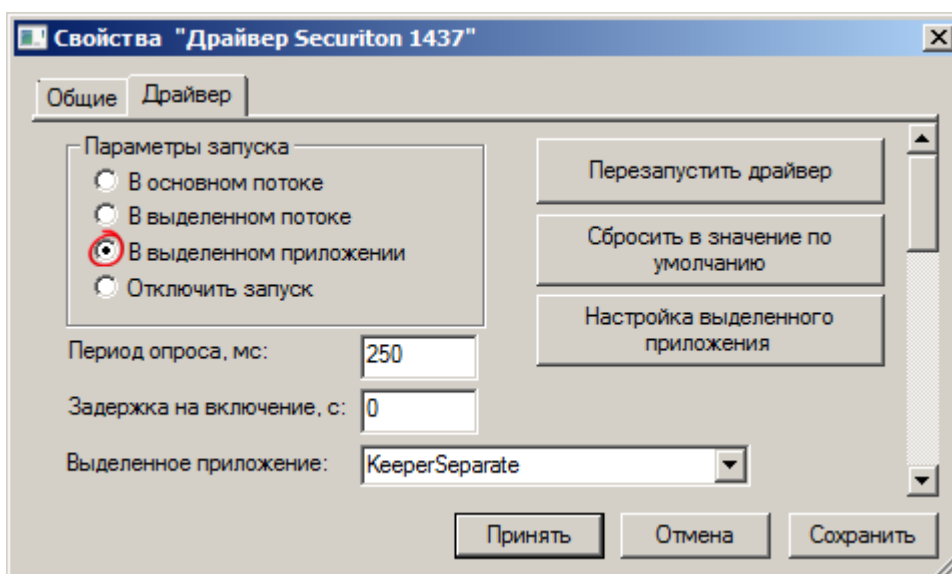 Свойства "Драйвер Securiton 1437"
Общие
Драйвер
Параметры запуска
В основном потоке
В выделенном потоке
В выделенном приложении
Отключить запуск
Перезапустить драйвер
Сбросить в значение по
умолчанию
Настройка выделенного
приложения
Период опроса, мс:
250
Задержка на включение, с:
0
Выделенное приложение:
KeeperSeparate
Принять
Отмена
Сохранить